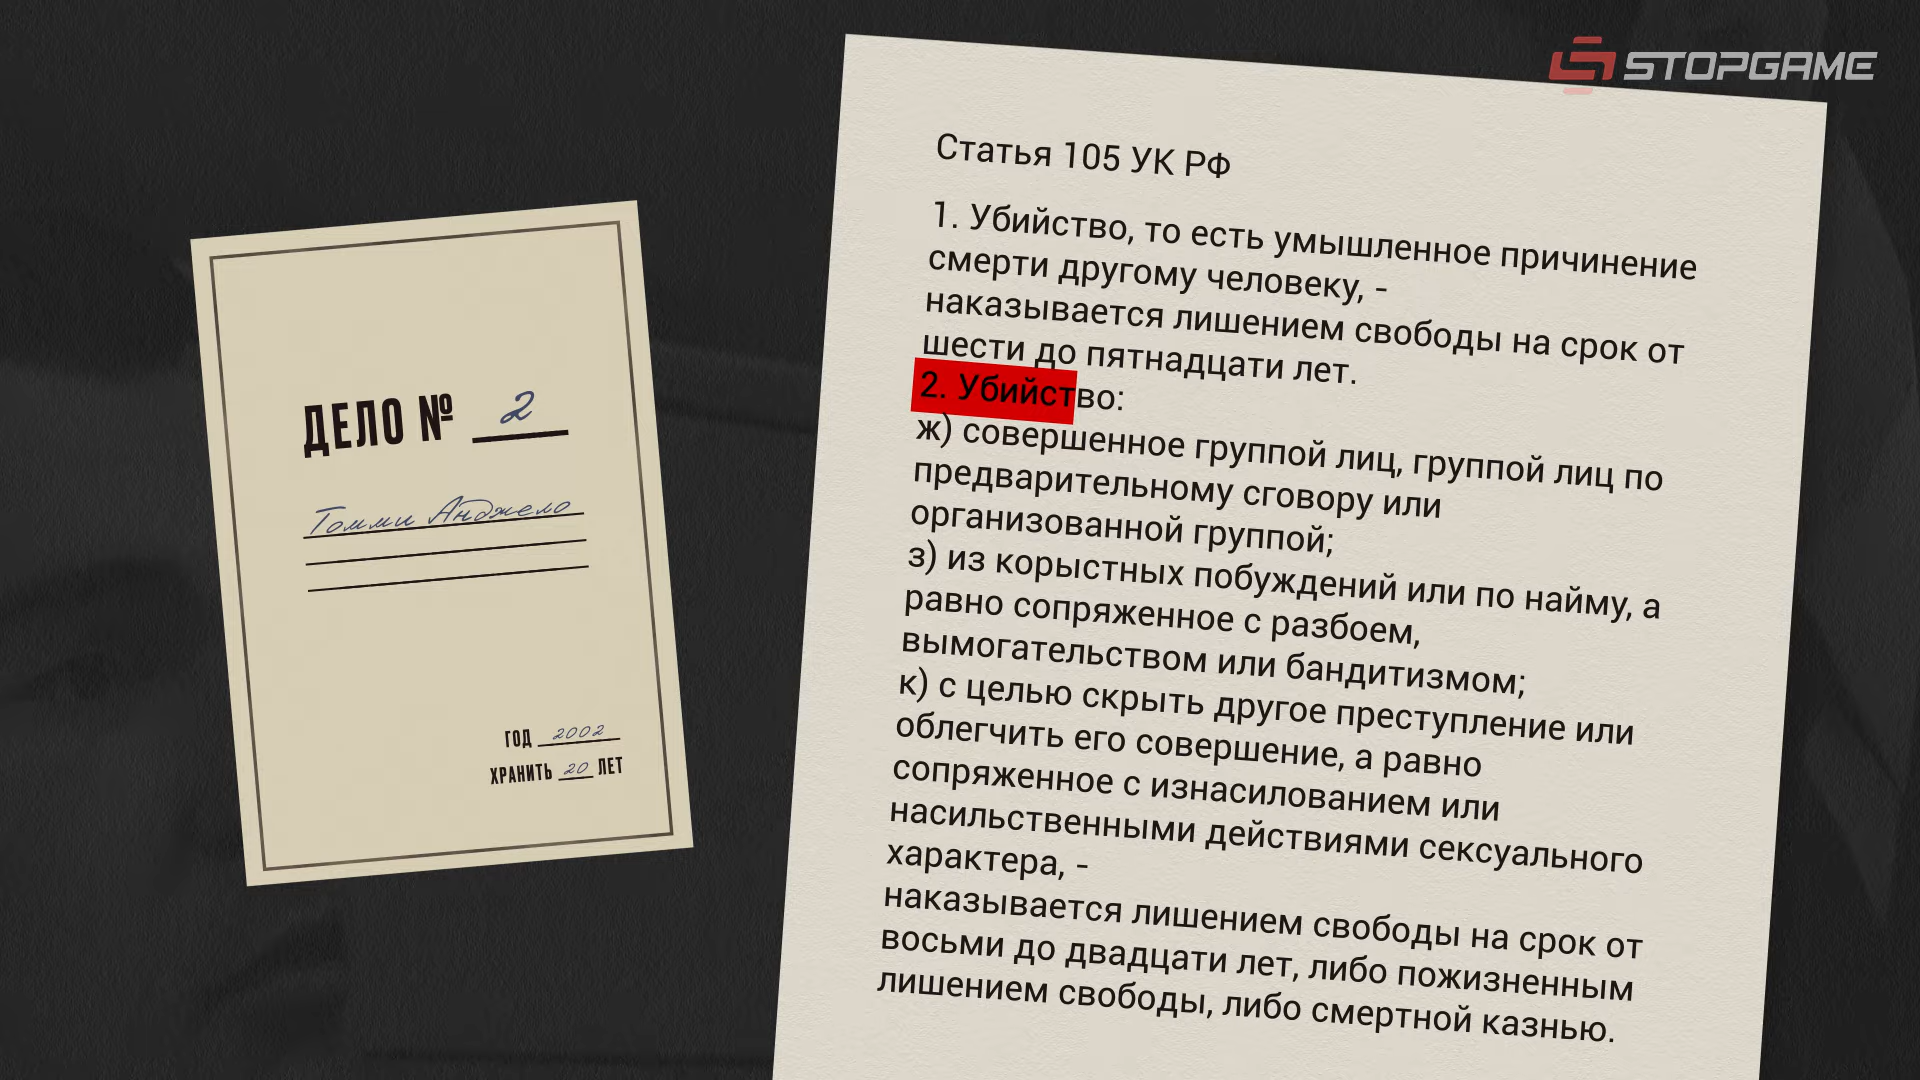 STOPGAME
ДЕЛО № 2
Томми Анджело
ГОД 2002
ХРАНИТЬ 20 ЛЕТ
Статья 105 УК РФ
1. Убийство, то есть умышленное причинение
смерти другому человеку, -
наказывается лишением свободы на срок от
шести до пятнадцати лет.
2. Убийство:
ж) совершенное группой лиц, группой лиц по
предварительному сговору или
организованной группой;
з) из корыстных побуждений или по найму, а
равно сопряженное с разбоем,
вымогательством или бандитизмом;
к) с целью скрыть другое преступление или
облегчить его совершение, а равно
сопряженное с изнасилованием или
насильственными действиями сексуального
характера, -
наказывается лишением свободы на срок от
восьми до двадцати лет, либо пожизненным
лишением свободы, либо смертной казнью.